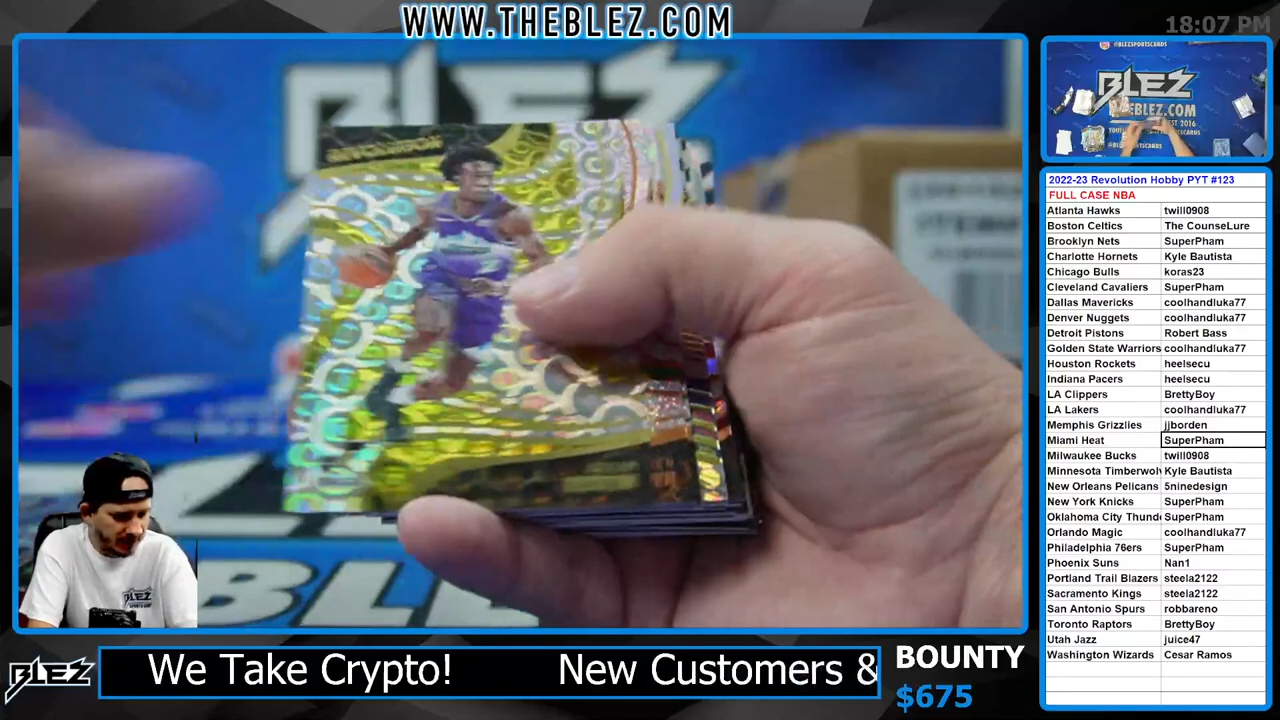 WWW.THEBLEZ.COM
18:07 PM
@BLEZSPORTSCARDS
BLEZ
THEBLEZ.COM
2022-23 Revolution Hobby PYT #123
FULL CASE NBA
Atlanta Hawks twill0908
Boston Celtics The CounseLure
Brooklyn Nets SuperPham
Charlotte Hornets Kyle Bautista
Chicago Bulls koras23
Cleveland Cavaliers SuperPham
Dallas Mavericks coolhandluka77
Denver Nuggets coolhandluka77
Detroit Pistons Robert Bass
Golden State Warriors coolhandluka77
Houston Rockets heelsecu
Indiana Pacers heelsecu
LA Clippers BrettyBoy
LA Lakers coolhandluka77
Memphis Grizzlies jjborden
Miami Heat SuperPham
Milwaukee Bucks twill0908
Minnesota Timberwolv Kyle Bautista
New Orleans Pelicans 5ninedesign
New York Knicks SuperPham
Oklahoma City Thund SuperPham
Orlando Magic coolhandluka77
Philadelphia 76ers SuperPham
Phoenix Suns Nan1
Portland Trail Blazers steela2122
Sacramento Kings steela2122
San Antonio Spurs robbareno
Toronto Raptors BrettyBoy
Utah Jazz juice47
Washington Wizards Cesar Ramos
BLEZ
We Take Crypto! New Customers &
BOUNTY
$675